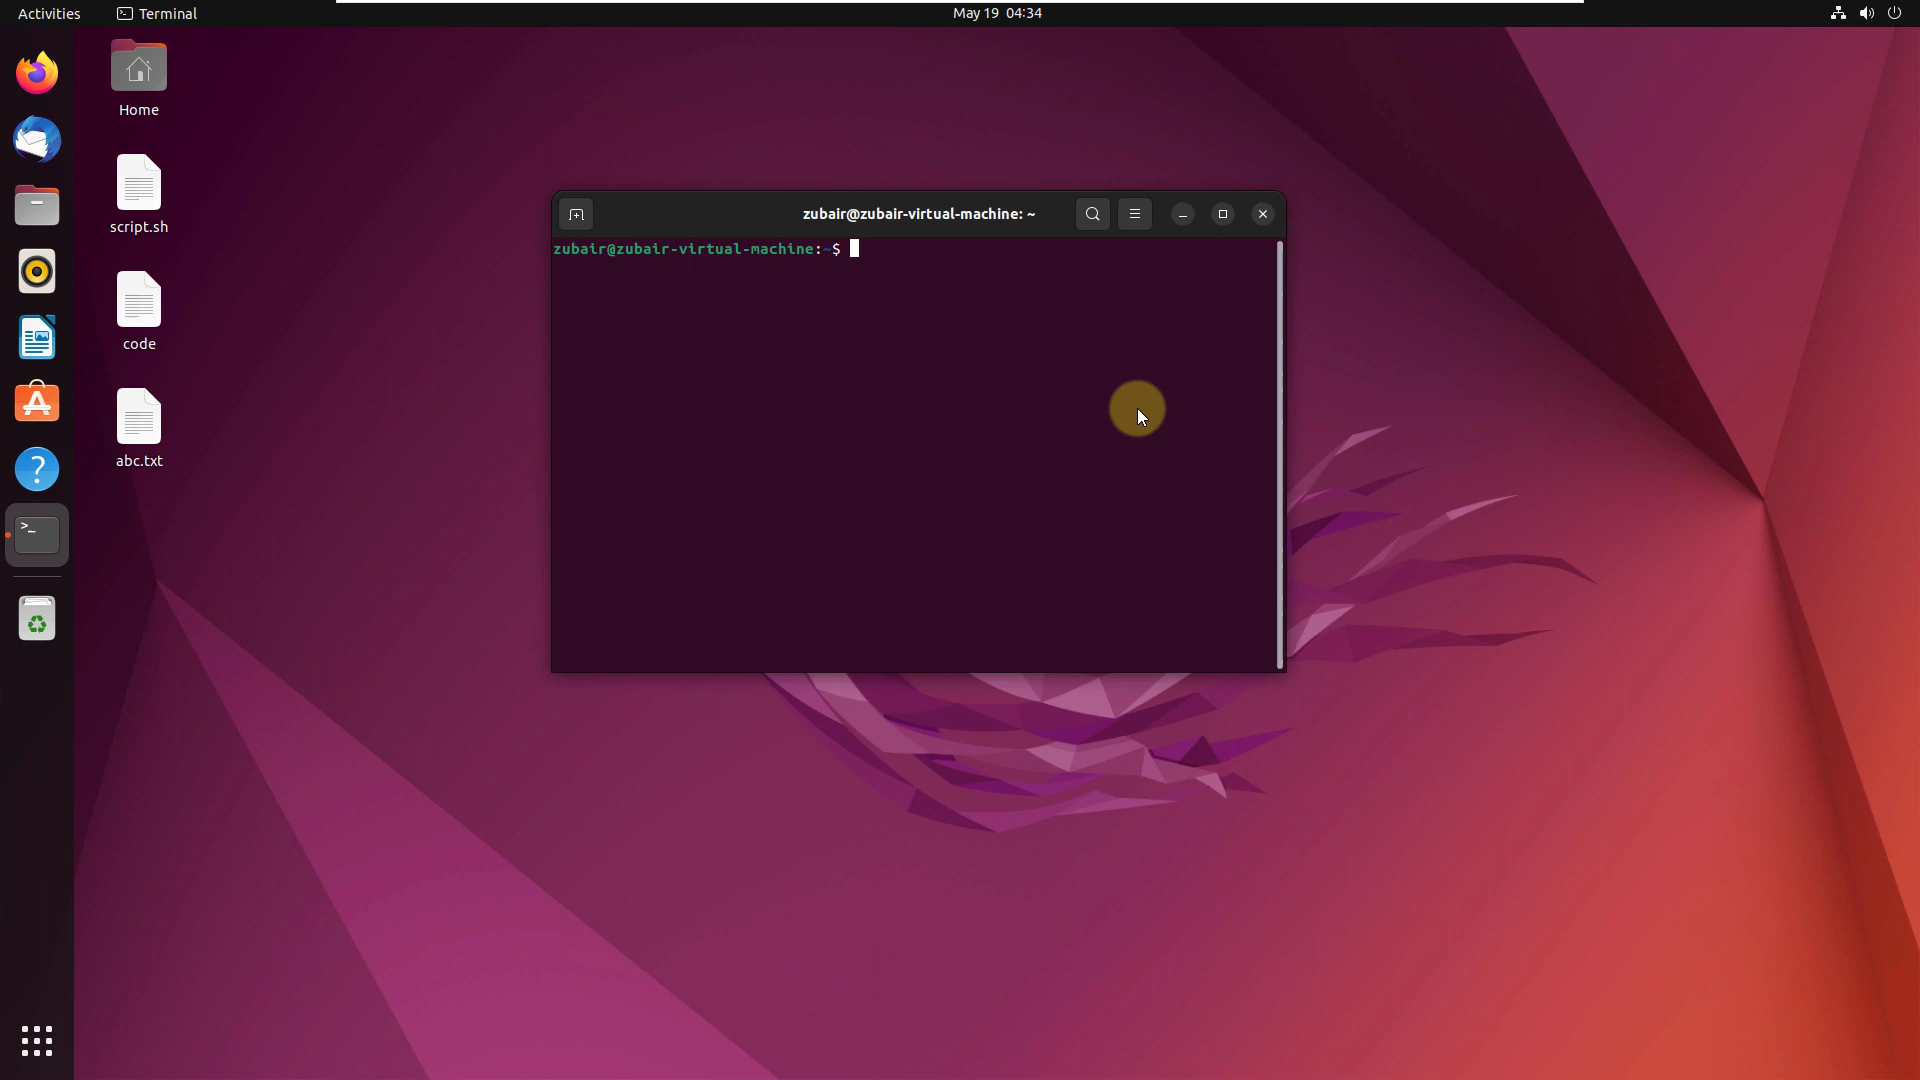 Activities
Terminal
May 19 04:34
Home
script.sh
code
abc.txt
zubair@zubair-virtual-machine: ~
zubair@zubair-virtual-machine:~$